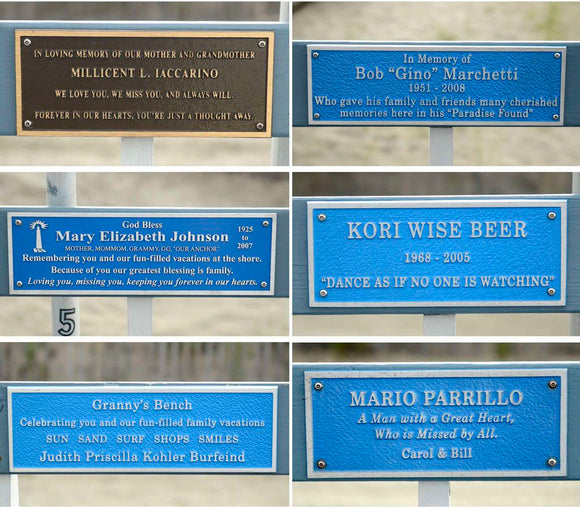 IN LOVING MEMORY OF OUR MOTHER AND GRANDMOTHER
MILLICENT L. IACCARINO
WE LOVE YOU, WE MISS YOU, AND ALWAYS WILL.
FOREVER IN OUR HEARTS, YOU'RE JUST A THOUGHT AWAY.
In Memory of
Bob "Gino" Marchetti
1951 - 2008
Who gave his family and friends many cherished
memories here in his "Paradise Found"
God Bless
Mary Elizabeth Johnson
1925
to
2007
MOTHER, MOMMOM, GRAMMY, GG, "OUR ANCHOR"
Remembering you and our fun-filled vacations at the shore.
Because of you our greatest blessing is family.
Loving you, missing you, keeping you forever in our hearts.
5
KORI WISE BEER
1968 - 2005
"DANCE AS IF NO ONE IS WATCHING"
Granny's Bench
Celebrating you and our fun-filled family vacations
SUN SAND SURF SHOPS SMILES
Judith Priscilla Kohler Burfeind
MARIO PARRILLO
A Man with a Great Heart,
Who is Missed by All.
Carol & Bill